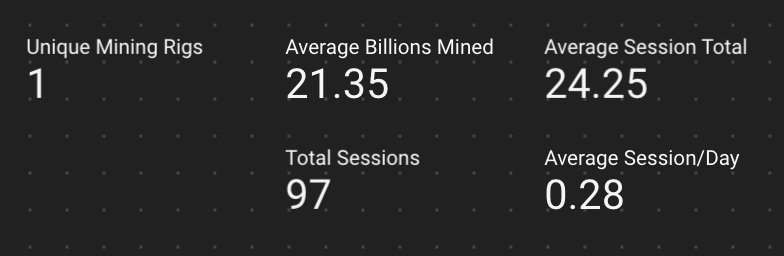 Unique Mining Rigs
1
Average Billions Mined
21.35
Average Session Total
24.25
Total Sessions
97
Average Session/Day
0.28